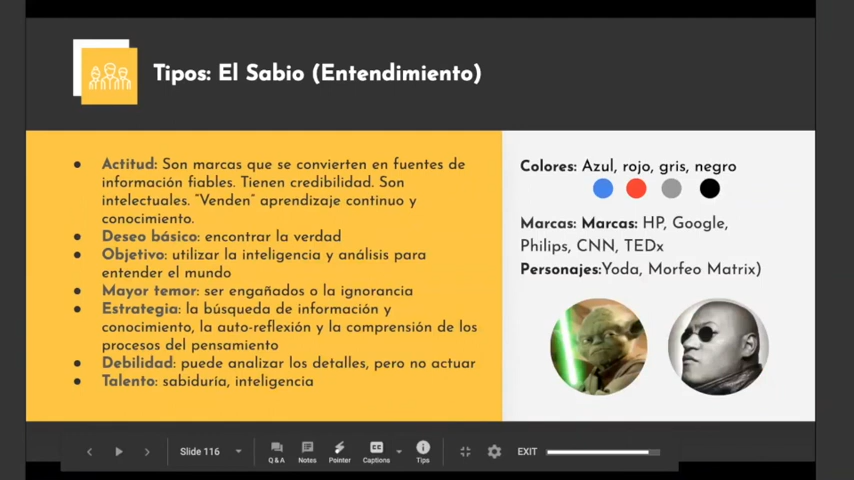 Tipos: El Sabio (Entendimiento)
● Actitud: Son marcas que se convierten en fuentes de
información fiables. Tienen credibilidad. Son
intelectuales. "Venden" aprendizaje continuo y
conocimiento.
● Deseo básico: encontrar la verdad
● Objetivo: utilizar la inteligencia y análisis para
entender el mundo
● Mayor temor: ser engañados o la ignorancia
● Estrategia: la búsqueda de información y
conocimiento, la auto-reflexión y la comprensión de los
procesos del pensamiento
● Debilidad: puede analizar los detalles, pero no actuar
● Talento: sabiduría, inteligencia
Colores: Azul, rojo, gris, negro
Marcas: Marcas: HP, Google,
Philips, CNN, TEDx
Personajes:Yoda, Morfeo Matrix)
Slide 116
Q & A
Notes
Pointer
Captions
Tips
EXIT